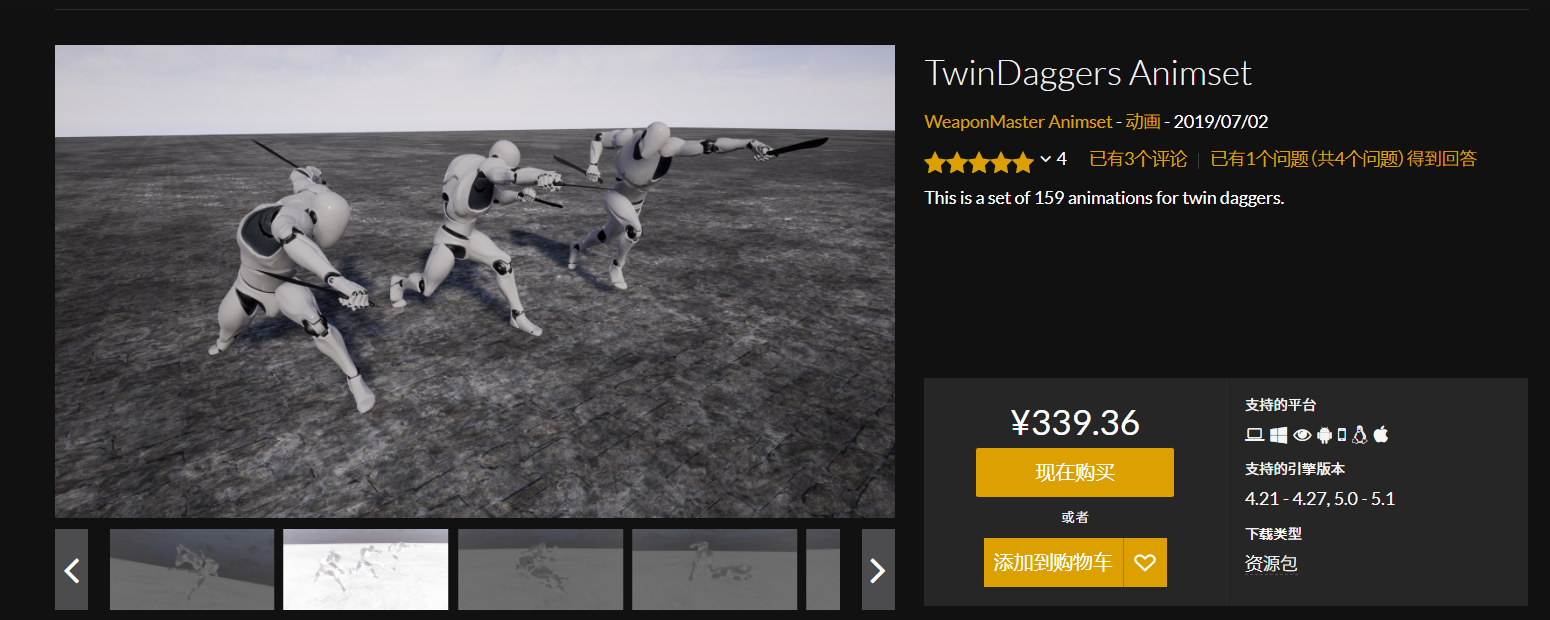 TwinDaggers Animset
WeaponMaster Animset - 动画 - 2019/07/02
4 已有3个评论 已有1个问题(共4个问题)得到回答
This is a set of 159 animations for twin daggers.
¥339.36
现在购买
或者
添加到购物车
支持的平台
支持的引擎版本
4.21 - 4.27, 5.0 - 5.1
下载类型
资源包